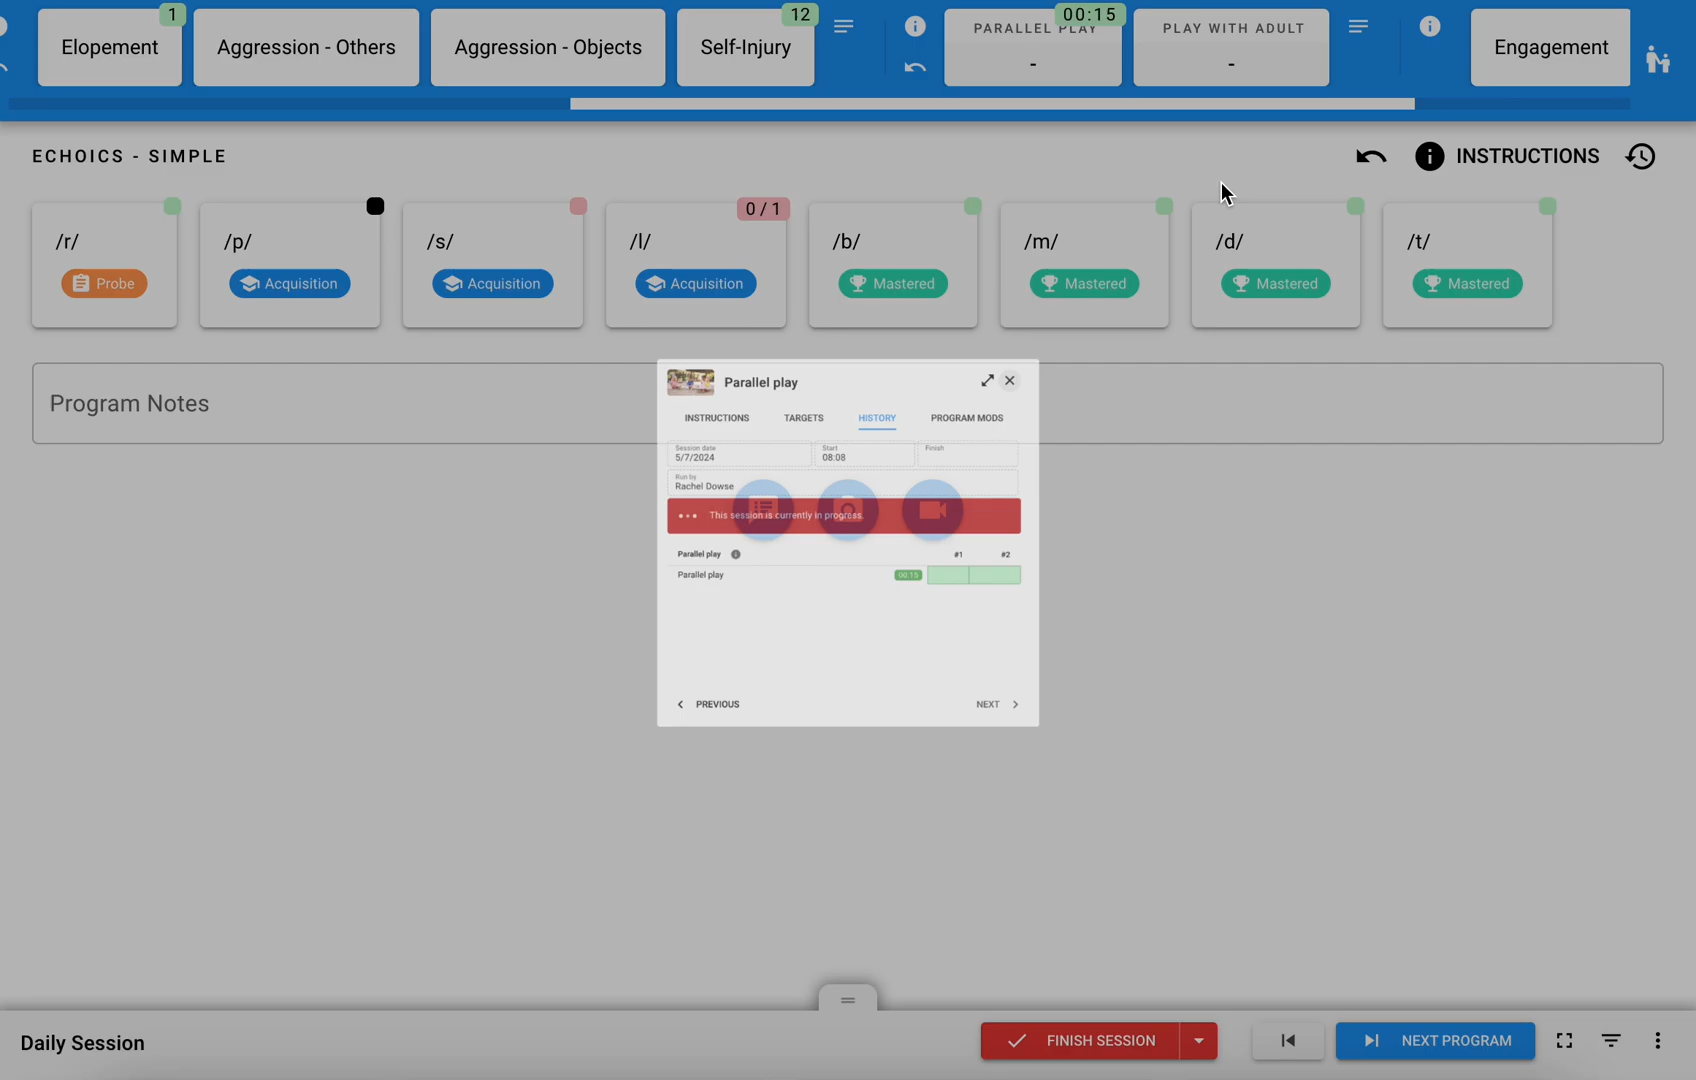 1
Elopement
Aggression - Others
Aggression - Objects
12
Self-Injury
00:15
PARALLEL PLAY
-
PLAY WITH ADULT
-
Engagement
ECHOICS - SIMPLE
INSTRUCTIONS
/r/
Probe
/p/
Acquisition
/s/
Acquisition
0 / 1
/l/
Acquisition
/b/
Mastered
/m/
Mastered
/d/
Mastered
/t/
Mastered
Program Notes
Parallel play
INSTRUCTIONS TARGETS HISTORY PROGRAM MODS
Session date
5/7/2024
Start
08:08
Finish
Run by
Rachel Dowse
This session is currently in progress.
Parallel play #1 #2
Parallel play 00:15
PREVIOUS NEXT
Daily Session
FINISH SESSION
NEXT PROGRAM